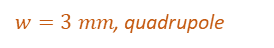 w = 3 mm, quadrupole